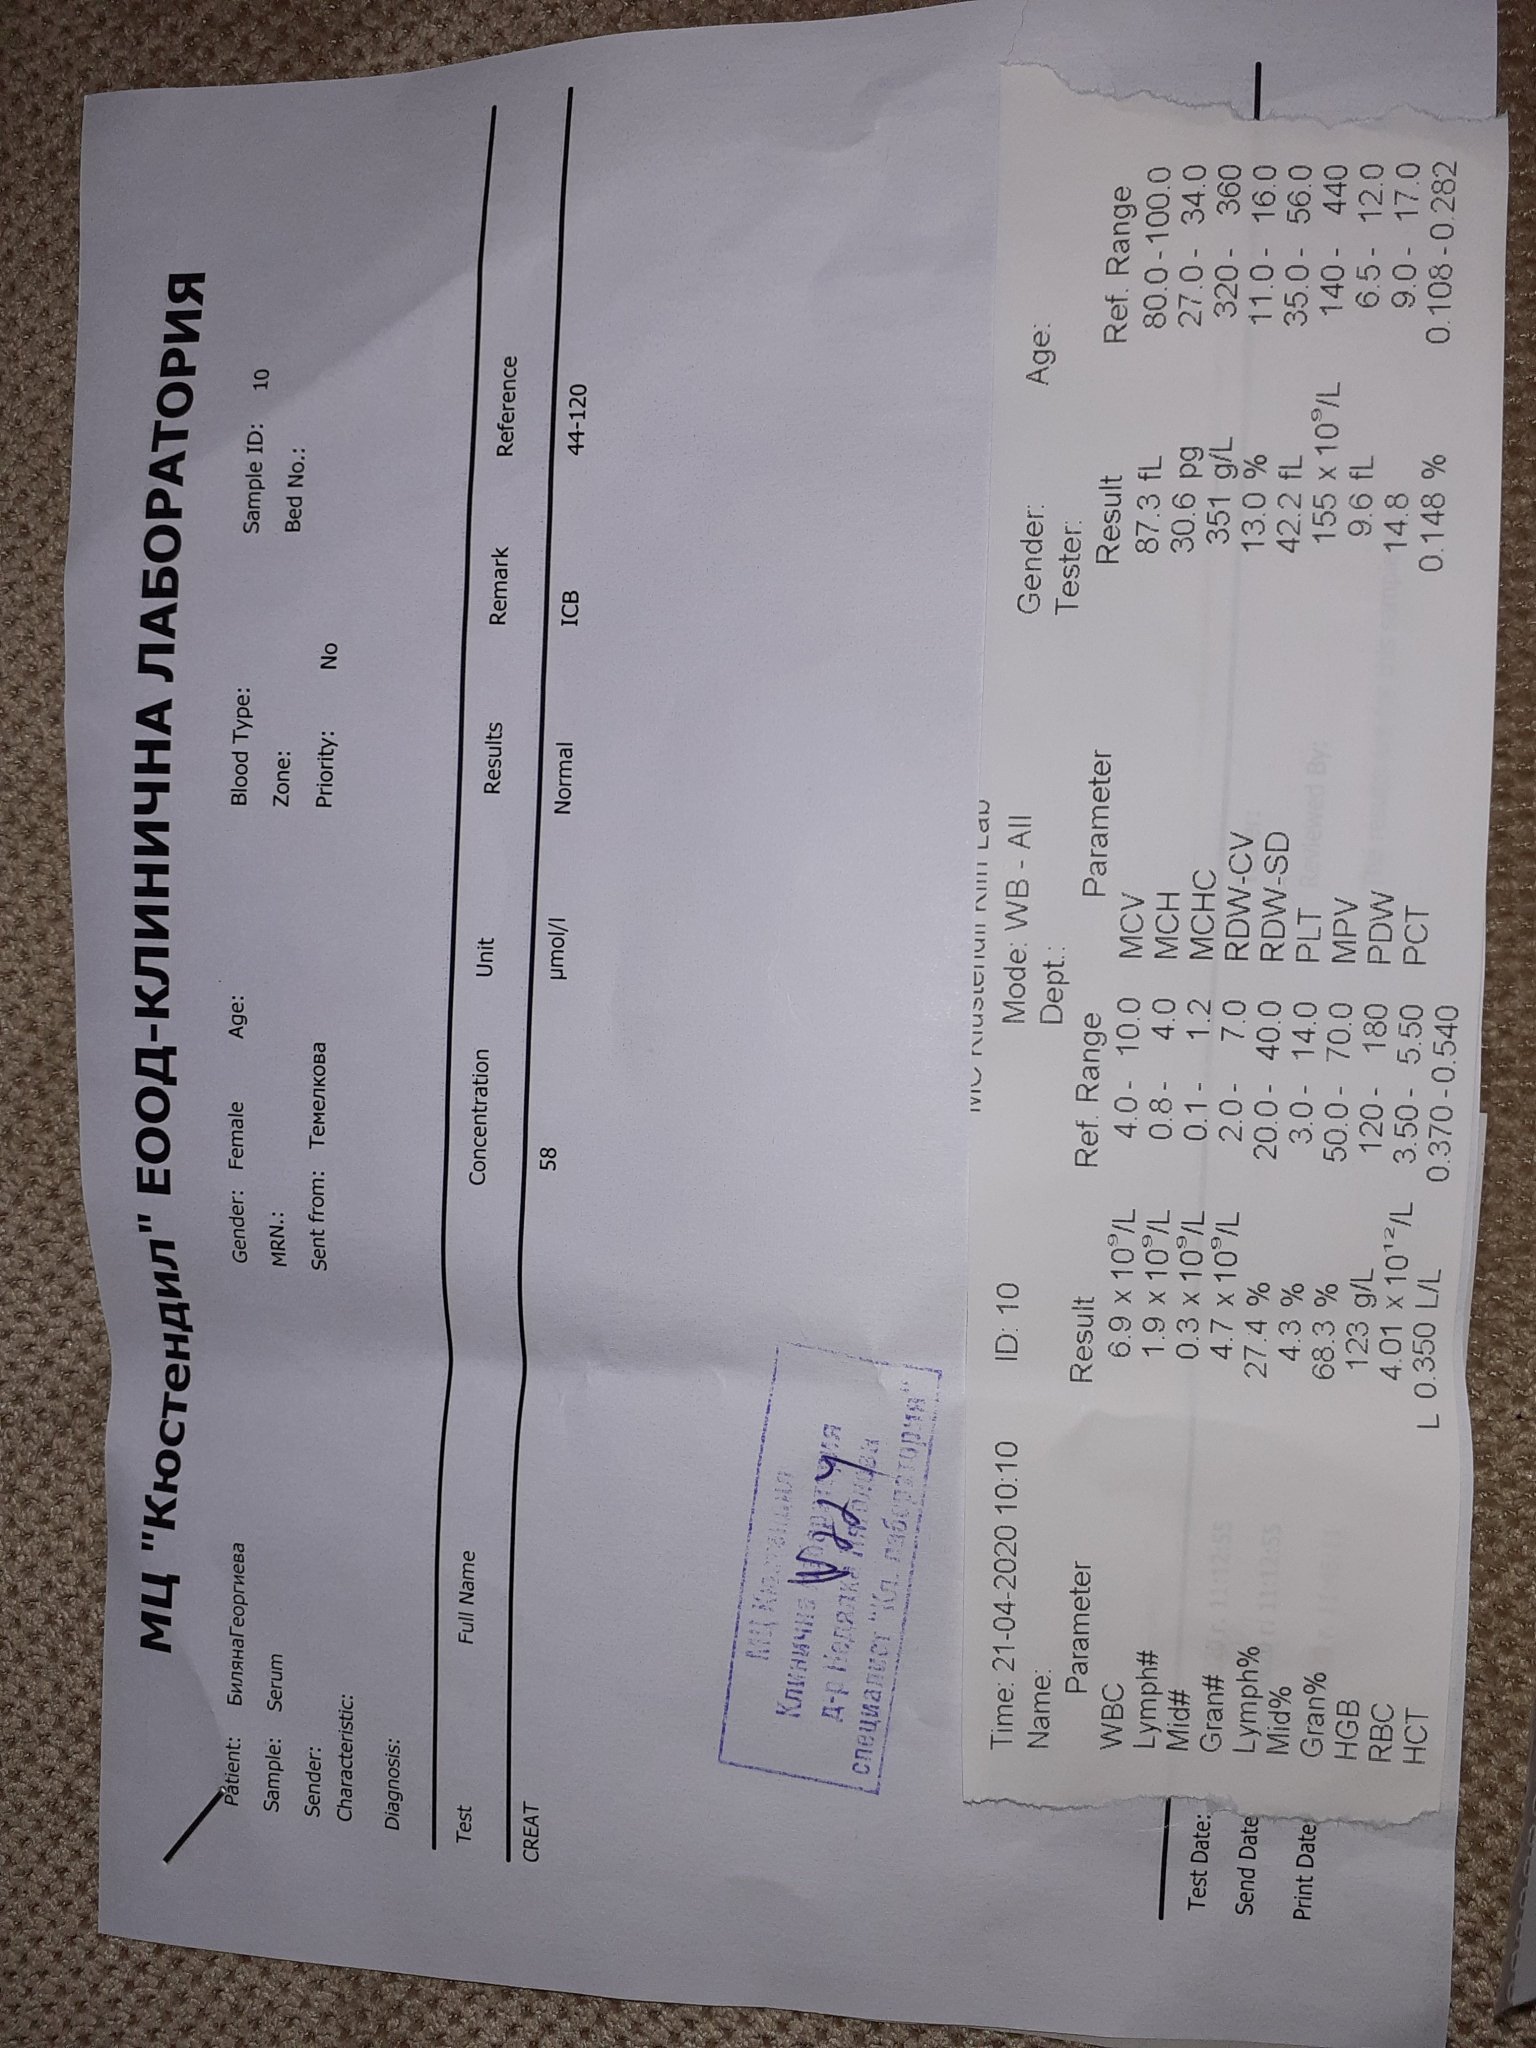 МЦ "Кюстендил" ЕООД-КЛИНИЧНА ЛАБОРАТОРИЯ
Patient: БилянаГеоргиева Gender: Female Age: Blood Type: Sample ID: 10
Sample: Serum MRN.: Zone: Bed No.:
Sender: Sent from: Темелкова Priority: No
Characteristic:
Diagnosis:
Test Full Name Concentration Unit Results Remark Reference
CREAT 58 µmol/l Normal ICB 44-120
МЦ Кюстендил
Клинична
д-р
специалист "Кл. лаборатория"
Lab
Time: 21-04-2020 10:10 ID: 10 Mode: WB - All Gender: Age:
Name: Dept.: Tester:
Parameter Result Ref. Range Parameter Result Ref. Range
WBC 6.9 x 10⁹/L 4.0 - 10.0 MCV 87.3 fL 80.0 - 100.0
Lymph# 1.9 x 10⁹/L 0.8 - 4.0 MCH 30.6 pg 27.0 - 34.0
Mid# 0.3 x 10⁹/L 0.1 - 1.2 MCHC 351 g/L 320 - 360
Gran# 4.7 x 10⁹/L 2.0 - 7.0 RDW-CV 13.0 % 11.0 - 16.0
Lymph% 27.4 % 20.0 - 40.0 RDW-SD 42.2 fL 35.0 - 56.0
Mid% 4.3 % 3.0 - 14.0 PLT 155 x 10⁹/L 140 - 440
Gran% 68.3 % 50.0 - 70.0 MPV 9.6 fL 6.5 - 12.0
HGB 123 g/L 120 - 180 PDW 14.8 9.0 - 17.0
RBC 4.01 x 10¹²/L 3.50 - 5.50 PCT 0.148 % 0.108 - 0.282
HCT L 0.350 L/L 0.370 - 0.540
Test Date:
Send Date
Print Date
Reviewed By: